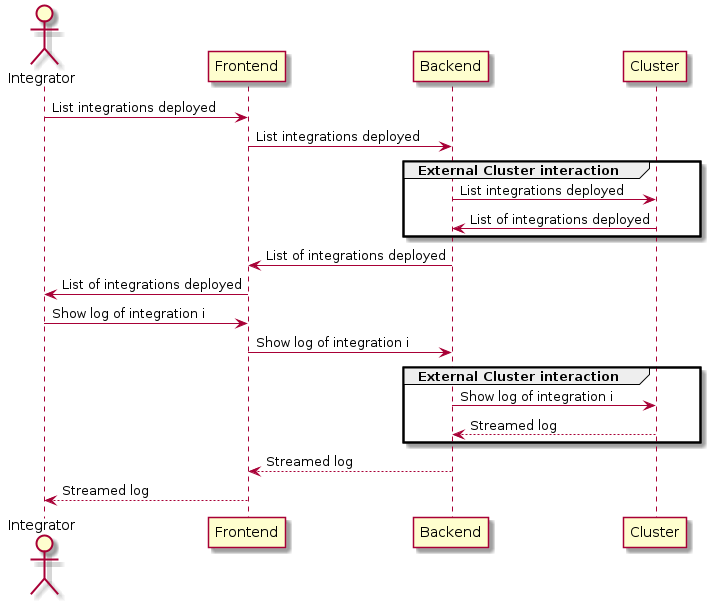 Integrator
Frontend
Backend
Cluster
List integrations deployed
List integrations deployed
External Cluster interaction
List integrations deployed
List of integrations deployed
List of integrations deployed
List of integrations deployed
Show log of integration i
Show log of integration i
External Cluster interaction
Show log of integration i
Streamed log
Streamed log
Streamed log
Integrator
Frontend
Backend
Cluster